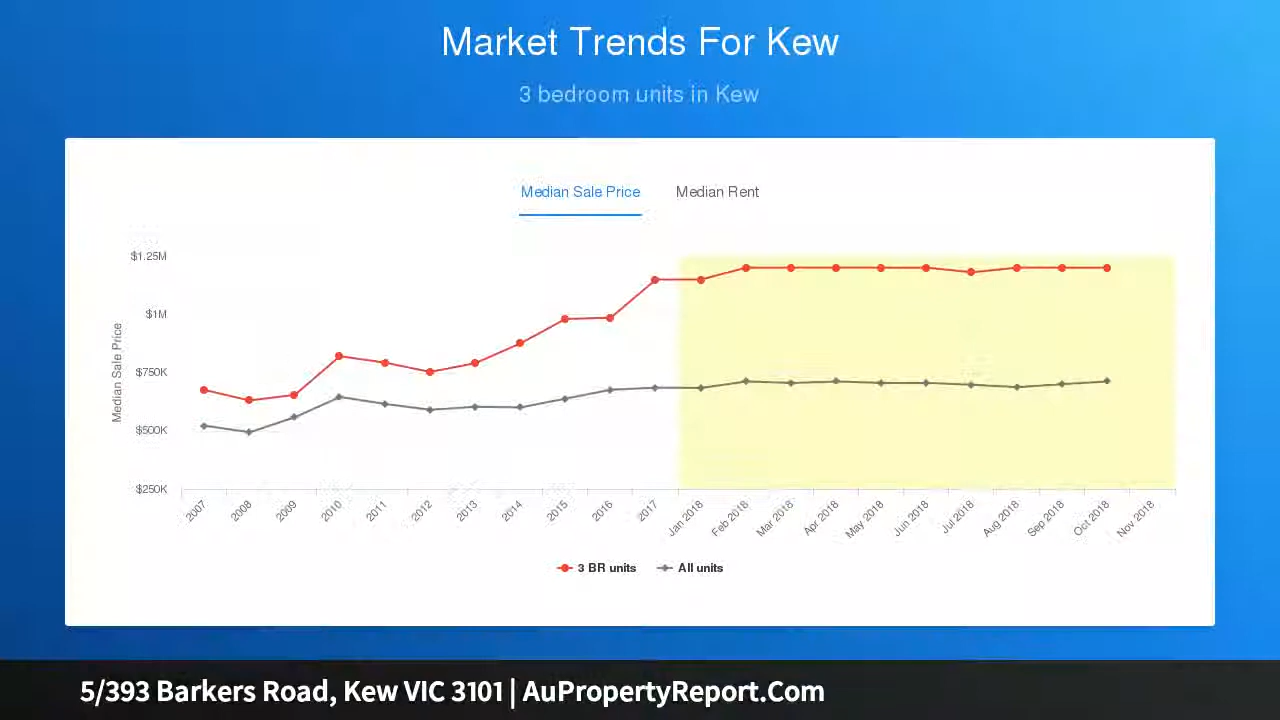 Market Trends For Kew
3 bedroom units in Kew
Median Sale Price Median Rent
$1.25M
$1M
$750K
$500K
$250K
Median Sale Price
2007 2008 2009 2010 2011 2012 2013 2014 2015 2016 2017 Jan 2018 Feb 2018 Mar 2018 Apr 2018 May 2018 Jun 2018 Jul 2018 Aug 2018 Sep 2018 Oct 2018 Nov 2018
3 BR units All units
5/393 Barkers Road, Kew VIC 3101 | AuPropertyReport.Com